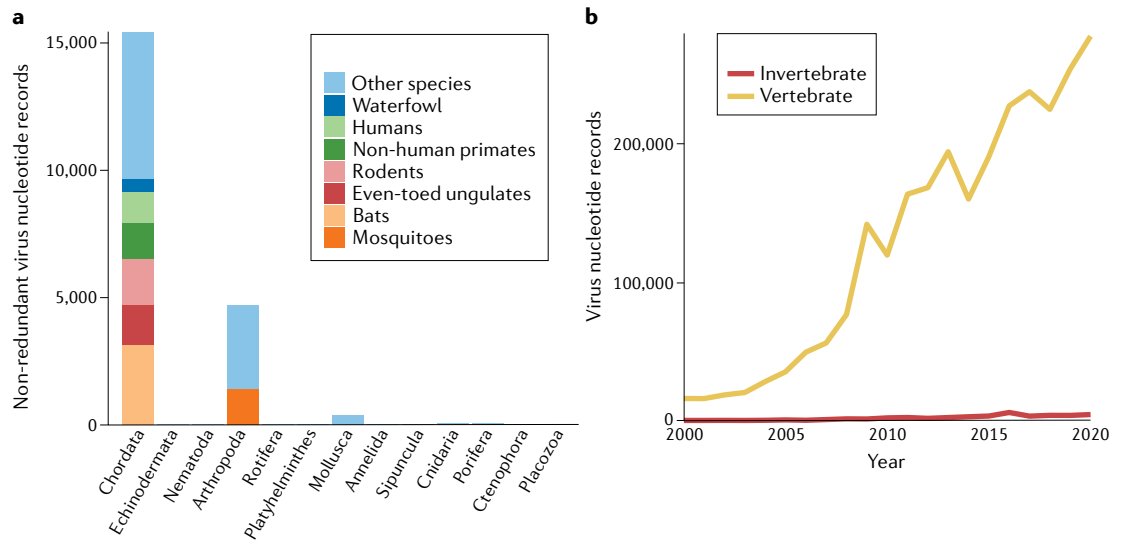 a
Non-redundant virus nucleotide records
15,000
10,000
5,000
0
Other species
Waterfowl
Humans
Non-human primates
Rodents
Even-toed ungulates
Bats
Mosquitoes
Chordata
Echinodermata
Nematoda
Arthropoda
Rotifera
Platyhelminthes
Mollusca
Annelida
Sipuncula
Cnidaria
Porifera
Ctenophora
Placozoa
b
Virus nucleotide records
200,000
100,000
0
Invertebrate
Vertebrate
2000 2005 2010 2015 2020
Year